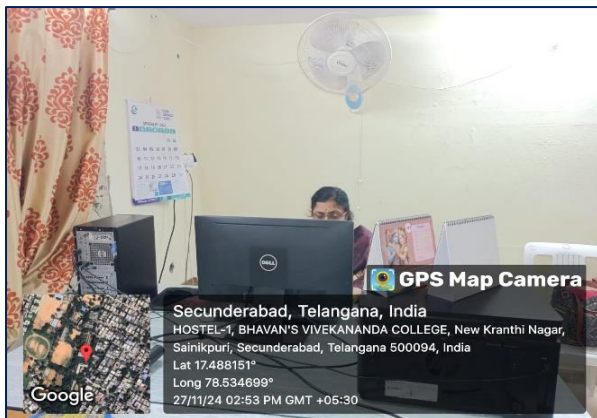 DELL
GPS Map Camera
Secunderabad, Telangana, India
HOSTEL-1, BHAVAN'S VIVEKANANDA COLLEGE, New Kranthi Nagar,
Sainikpuri, Secunderabad, Telangana 500094, India
Lat 17.488151°
Long 78.534699°
27/11/24 02:53 PM GMT +05:30
Google